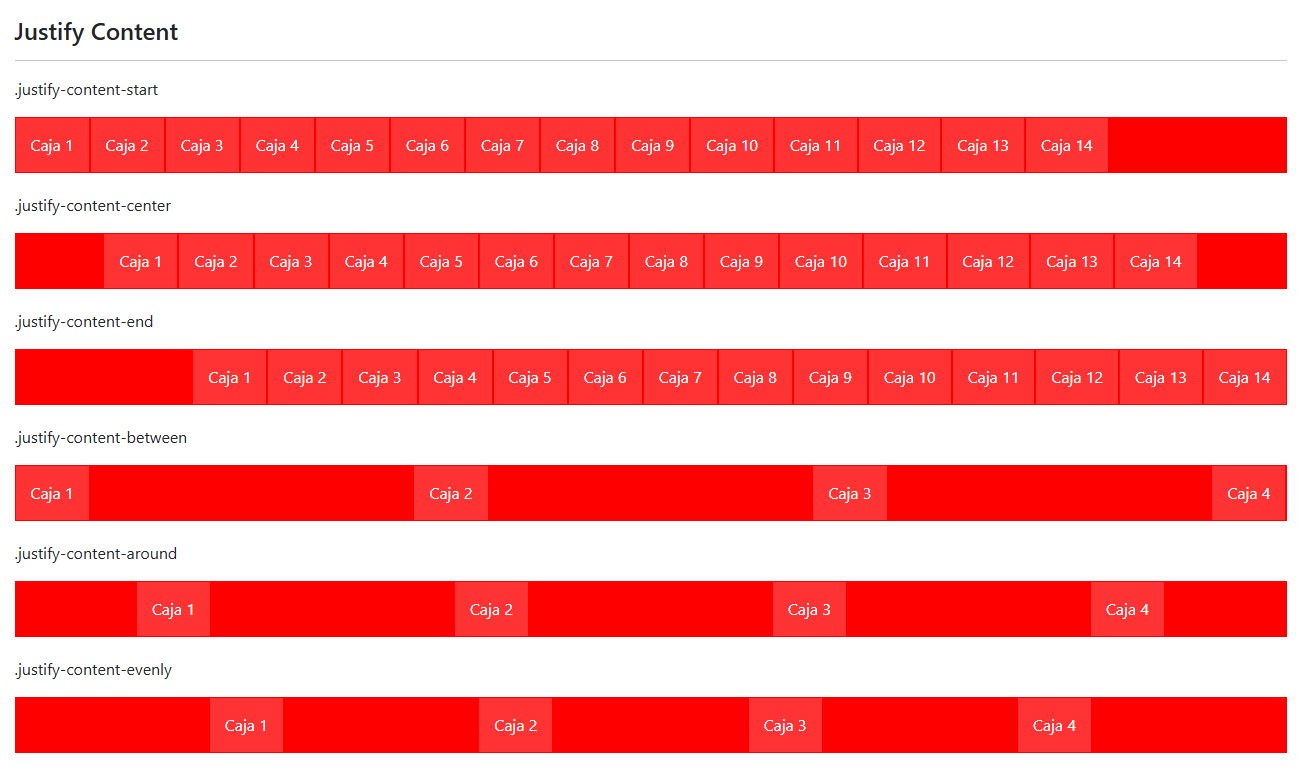 Justify Content
.justify-content-start
Caja 1 Caja 2 Caja 3 Caja 4 Caja 5 Caja 6 Caja 7 Caja 8 Caja 9 Caja 10 Caja 11 Caja 12 Caja 13 Caja 14
.justify-content-center
Caja 1 Caja 2 Caja 3 Caja 4 Caja 5 Caja 6 Caja 7 Caja 8 Caja 9 Caja 10 Caja 11 Caja 12 Caja 13 Caja 14
.justify-content-end
Caja 1 Caja 2 Caja 3 Caja 4 Caja 5 Caja 6 Caja 7 Caja 8 Caja 9 Caja 10 Caja 11 Caja 12 Caja 13 Caja 14
.justify-content-between
Caja 1 Caja 2 Caja 3 Caja 4
.justify-content-around
Caja 1 Caja 2 Caja 3 Caja 4
.justify-content-evenly
Caja 1 Caja 2 Caja 3 Caja 4